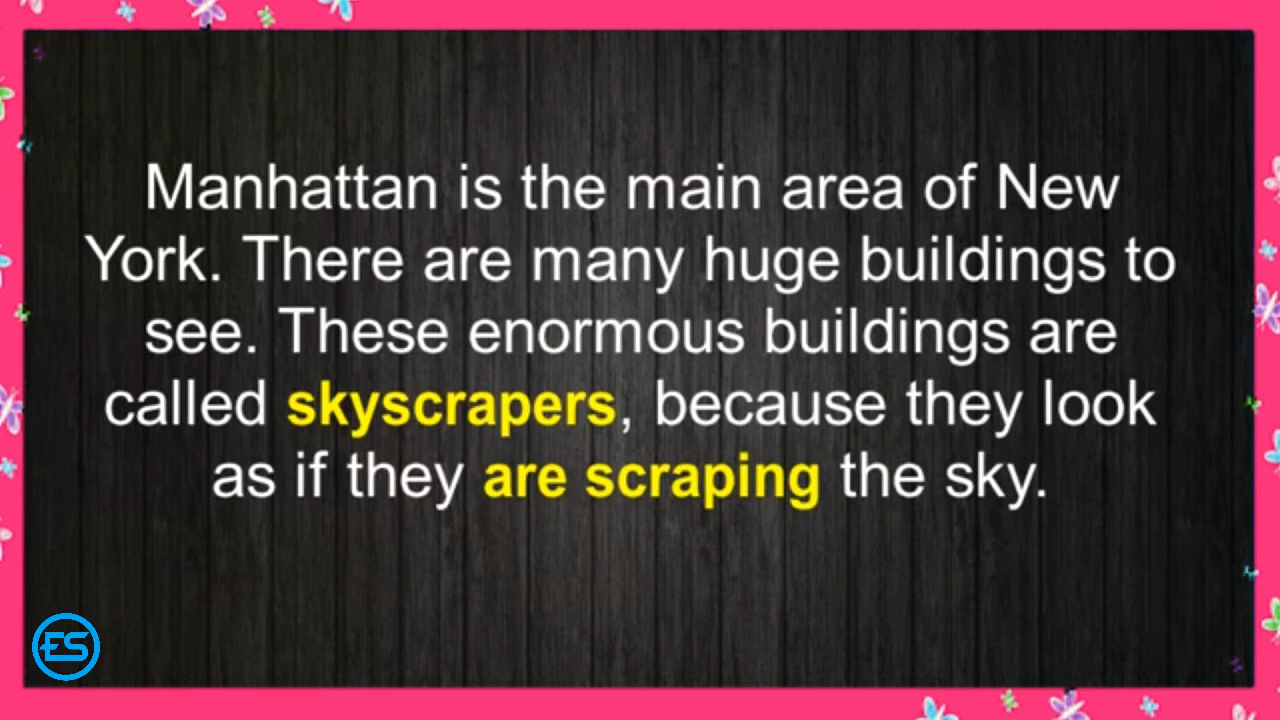 Manhattan is the main area of New
York. There are many huge buildings to
see. These enormous buildings are
called skyscrapers, because they look
as if they are scraping the sky.
ES